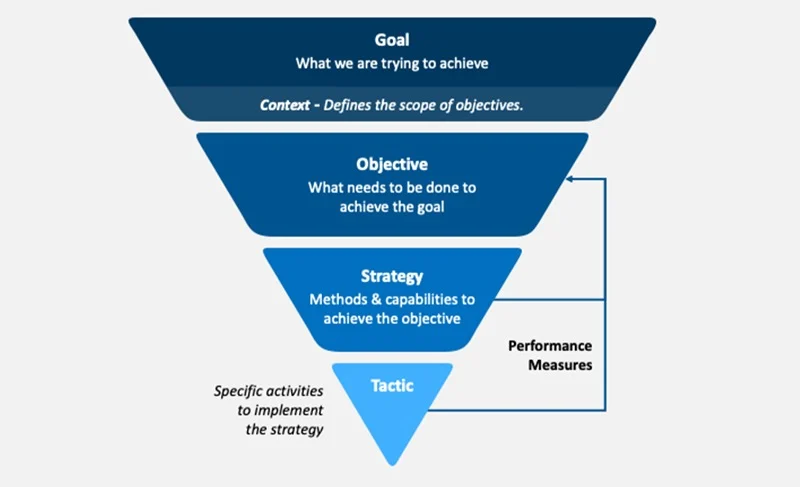 Goal
What we are trying to achieve
Context - Defines the scope of objectives.
Objective
What needs to be done to
achieve the goal
Strategy
Methods & capabilities to
achieve the objective
Performance
Measures
Tactic
Specific activities
to implement
the strategy